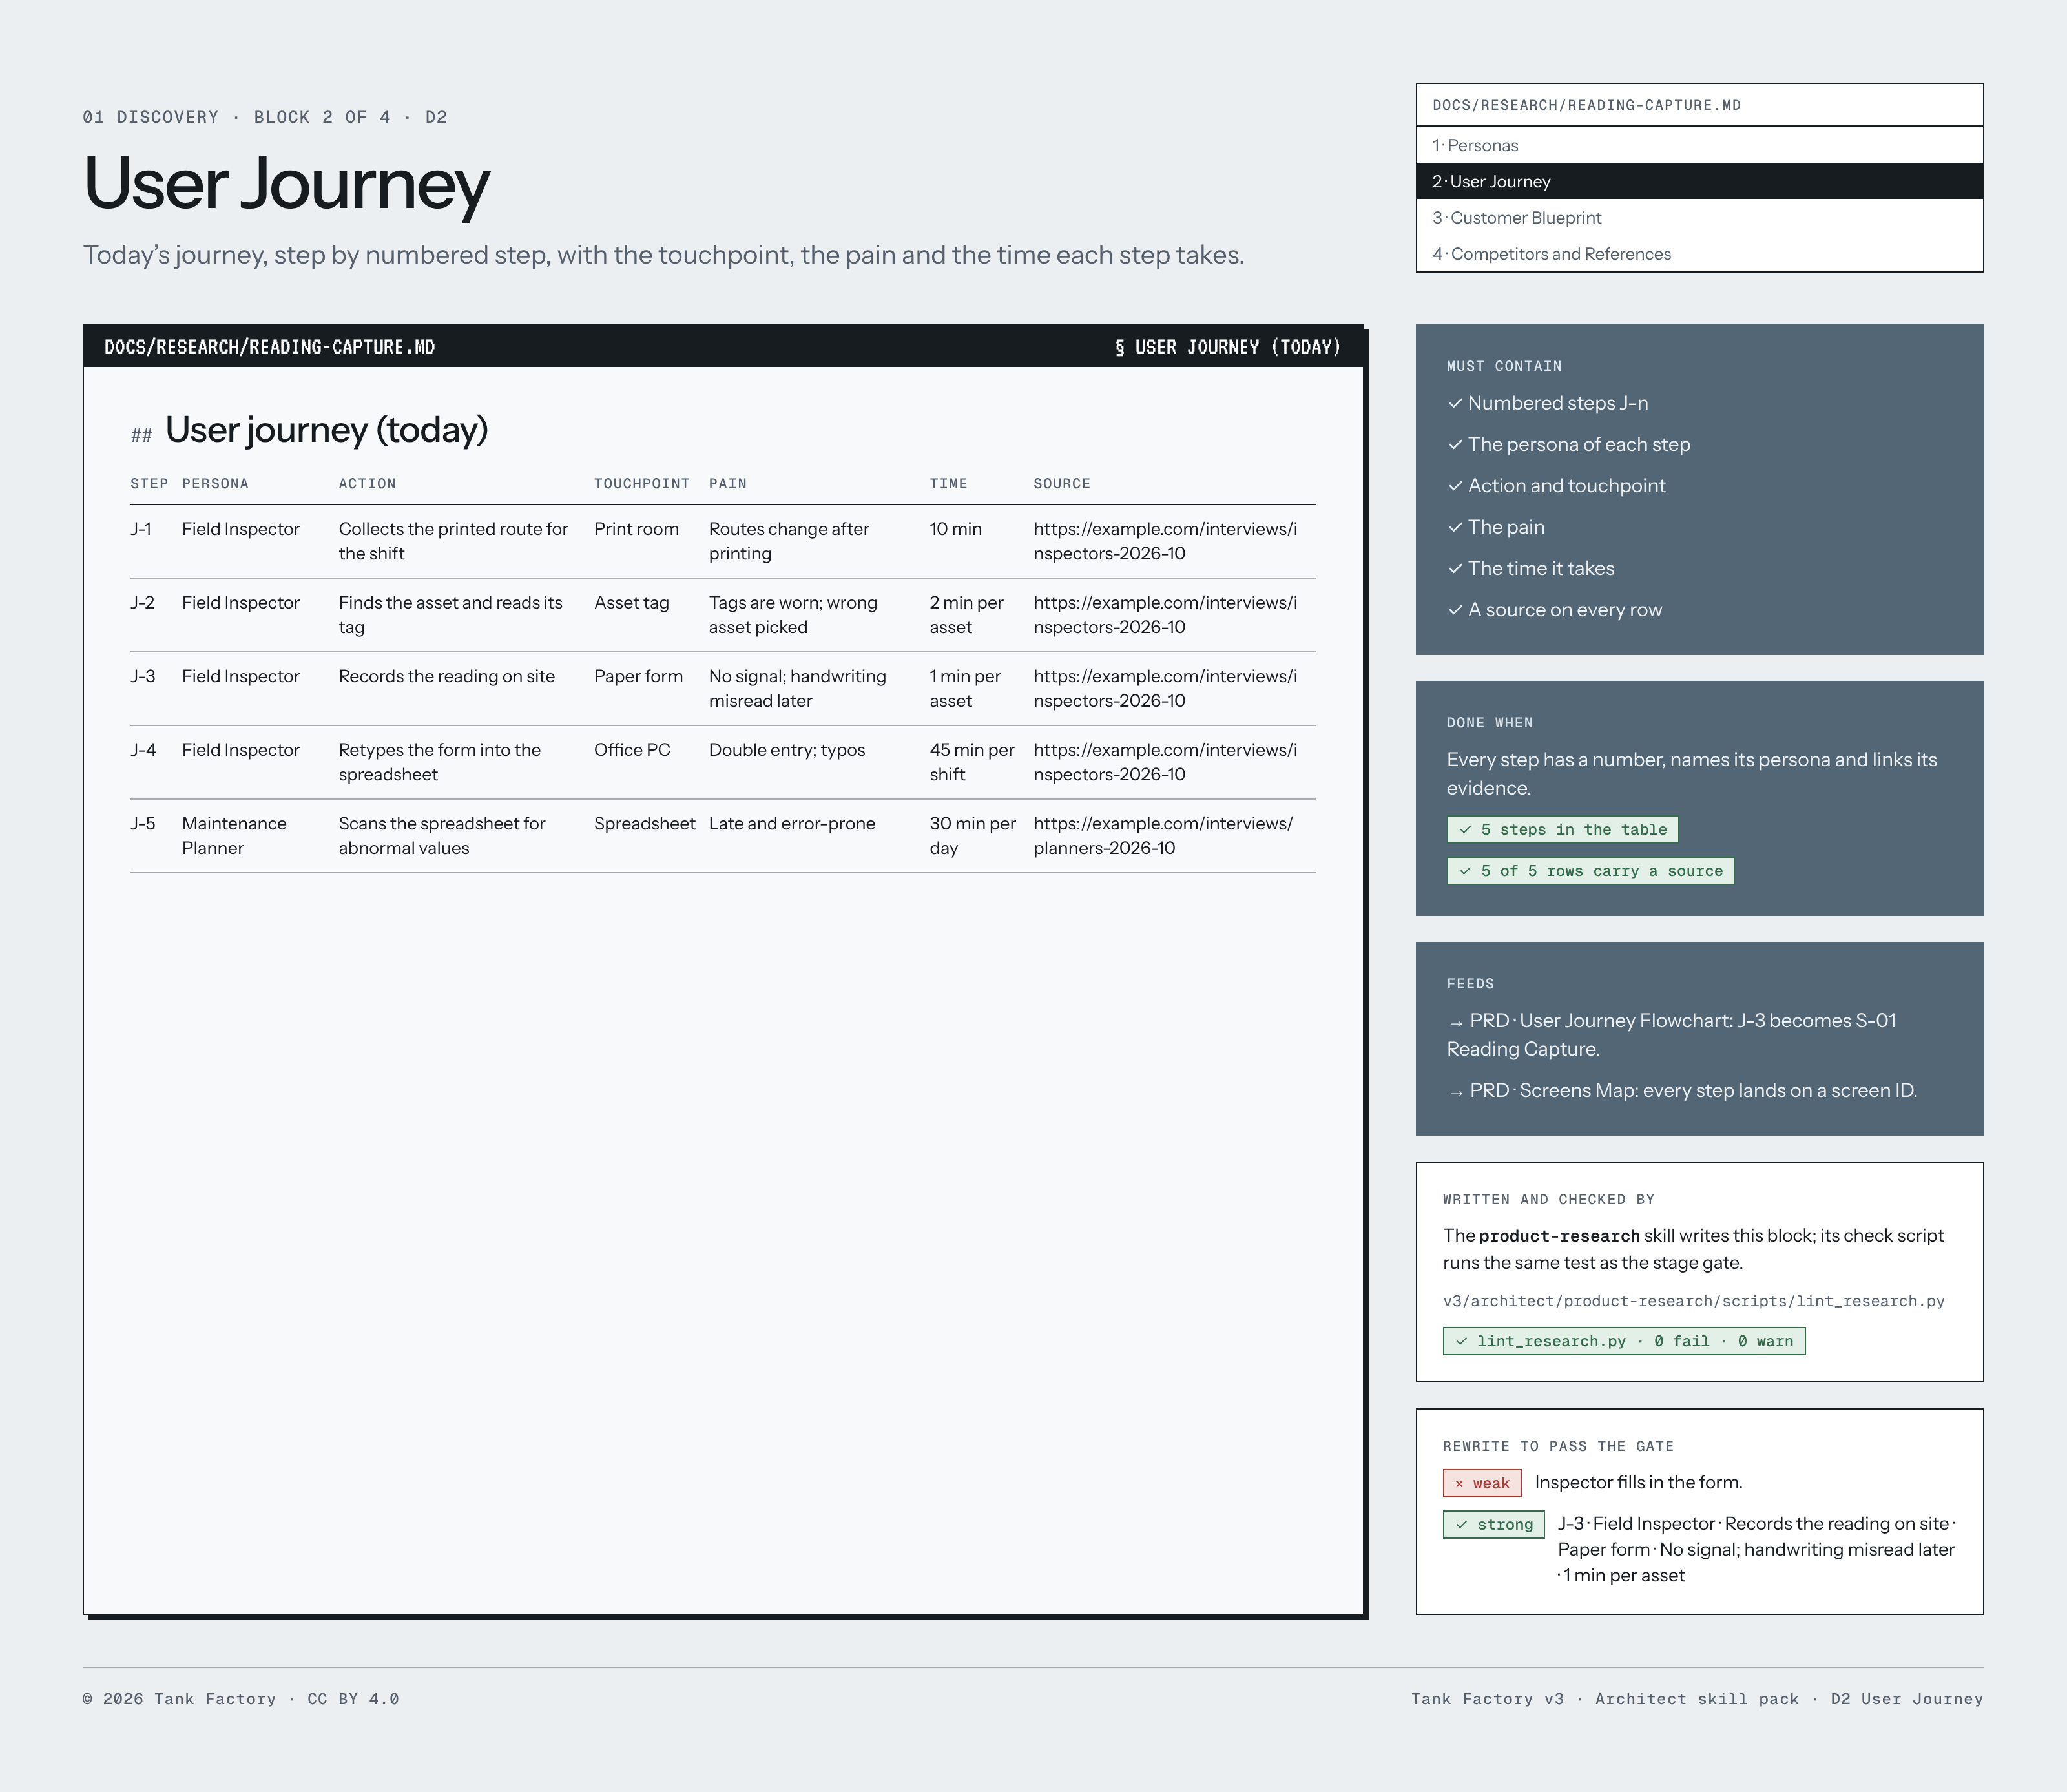 01 DISCOVERY · BLOCK 2 OF 4 · D2
User Journey
Today's journey, step by numbered step, with the touchpoint, the pain and the time each step takes.
DOCS/RESEARCH/READING-CAPTURE.MD
1 · Personas
2 · User Journey
3 · Customer Blueprint
4 · Competitors and References
DOCS/RESEARCH/READING-CAPTURE.MD § USER JOURNEY (TODAY)
## User journey (today)
STEP PERSONA ACTION TOUCHPOINT PAIN TIME SOURCE
J-1 Field Inspector Collects the printed route for Print room Routes change after 10 min https://example.com/interviews/i
the shift printing nspectors-2026-10
J-2 Field Inspector Finds the asset and reads its Asset tag Tags are worn; wrong 2 min per https://example.com/interviews/i
tag asset picked asset nspectors-2026-10
J-3 Field Inspector Records the reading on site Paper form No signal; handwriting 1 min per https://example.com/interviews/i
misread later asset nspectors-2026-10
J-4 Field Inspector Retypes the form into the Office PC Double entry; typos 45 min per https://example.com/interviews/i
spreadsheet shift nspectors-2026-10
J-5 Maintenance Scans the spreadsheet for Spreadsheet Late and error-prone 30 min per https://example.com/interviews/
Planner abnormal values day planners-2026-10
MUST CONTAIN
✓ Numbered steps J-n
✓ The persona of each step
✓ Action and touchpoint
✓ The pain
✓ The time it takes
✓ A source on every row
DONE WHEN
Every step has a number, names its persona and links its
evidence.
✓ 5 steps in the table
✓ 5 of 5 rows carry a source
FEEDS
→ PRD · User Journey Flowchart: J-3 becomes S-01
Reading Capture.
→ PRD · Screens Map: every step lands on a screen ID.
WRITTEN AND CHECKED BY
The product-research skill writes this block; its check script
runs the same test as the stage gate.
v3/architect/product-research/scripts/lint_research.py
✓ lint_research.py · 0 fail · 0 warn
REWRITE TO PASS THE GATE
× weak Inspector fills in the form.
✓ strong J-3 · Field Inspector · Records the reading on site ·
Paper form · No signal; handwriting misread later
· 1 min per asset
© 2026 Tank Factory · CC BY 4.0
Tank Factory v3 · Architect skill pack · D2 User Journey